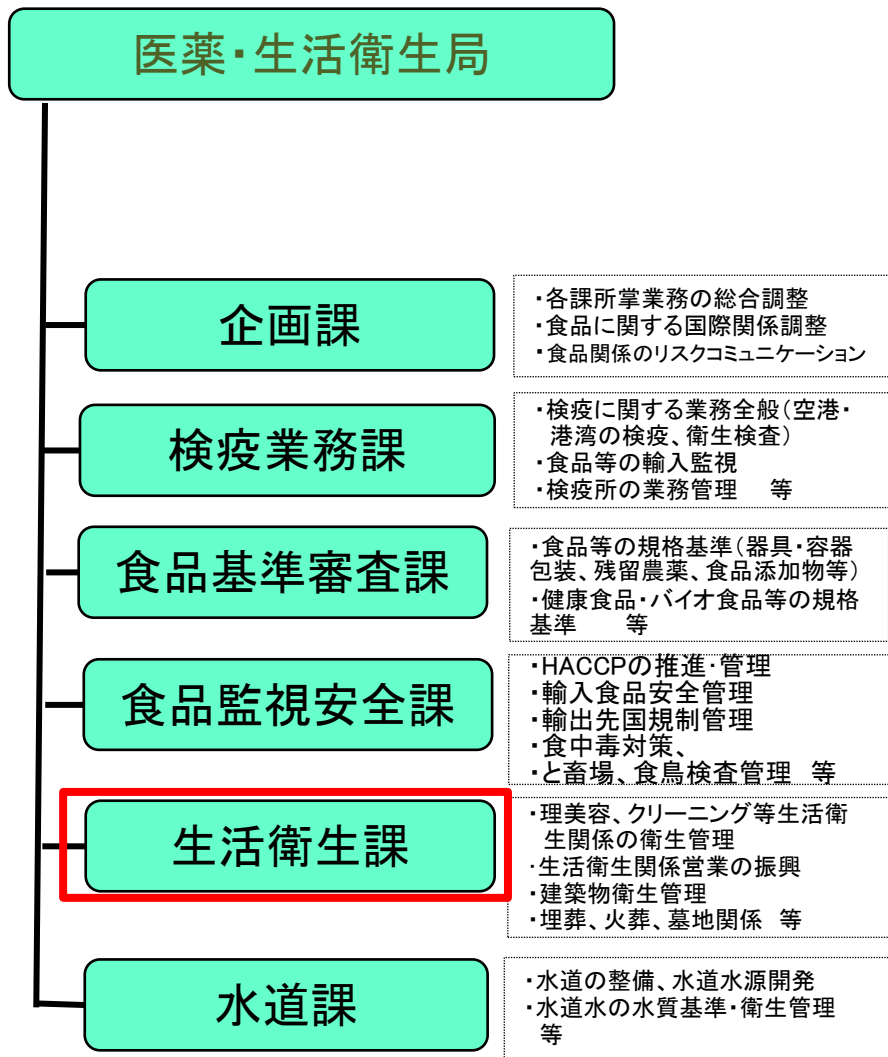 医薬・生活衛生局
企画課
・各課所掌業務の総合調整
・食品に関する国際関係調整
・食品関係のリスクコミュニケーション
検疫業務課
・検疫に関する業務全般(空港・
港湾の検疫、衛生検査)
・食品等の輸入監視
・検疫所の業務管理 等
食品基準審査課
・食品等の規格基準(器具・容器
包装、残留農薬、食品添加物等)
・健康食品・バイオ食品等の規格
基準 等
食品監視安全課
・HACCPの推進・管理
・輸入食品安全管理
・輸出先国規制管理
・食中毒対策、
・と畜場、食鳥検査管理 等
生活衛生課
・理美容、クリーニング等生活衛
生関係の衛生管理
・生活衛生関係営業の振興
・建築物衛生管理
・埋葬、火葬、墓地関係 等
水道課
・水道の整備、水道水源開発
・水道水の水質基準・衛生管理
等